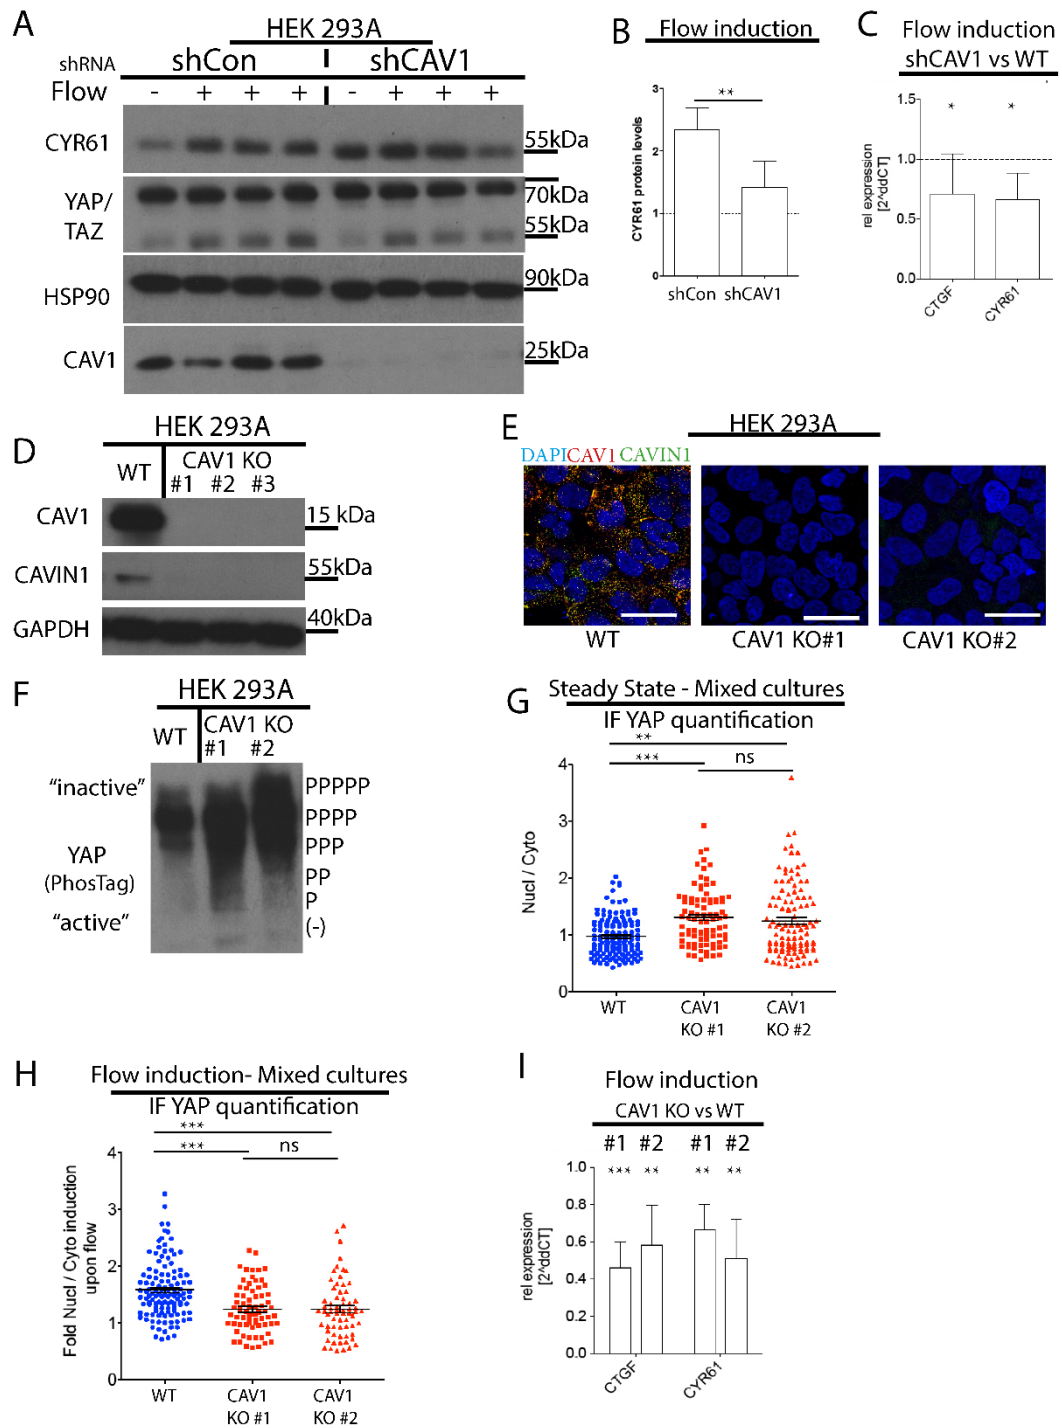 A
HEK 293A
shRNA shCon shCAV1
Flow - + + + - + + +
CYR61 55kDa
YAP/ TAZ 70kDa
55kDa
HSP90 90kDa
CAV1 25kDa
B
Flow induction
**
CYR61 protein levels
3
2
1
0
shCon shCAV1
C
Flow induction
shCAV1 vs WT
* *
rel expression
[2^ddCT]
1.5
1.0
0.5
0.0
CTGF CYR61
D
HEK 293A
WT CAV1 KO
#1 #2 #3
CAV1 15 kDa
CAVIN1 55kDa
GAPDH 40kDa
E
HEK 293A
DAPI CAV1 CAVIN1
WT CAV1 KO#1 CAV1 KO#2
F
HEK 293A
WT CAV1 KO
#1 #2
"inactive" PPPPP
PPPP
YAP PPP
(PhosTag) PP
P
"active" (-)
G
Steady State - Mixed cultures
IF YAP quantification
**
*** ns
Nucl / Cyto
4
3
2
1
0
WT CAV1 CAV1
KO #1 KO #2
H
Flow induction- Mixed cultures
IF YAP quantification
***
*** ns
Fold Nucl / Cyto induction
upon flow
4
3
2
1
0
WT CAV1 CAV1
KO #1 KO #2
I
Flow induction
CAV1 KO vs WT
#1 #2 #1 #2
*** ** ** **
rel expression
[2^ddCT]
1.0
0.8
0.6
0.4
0.2
0.0
CTGF CYR61